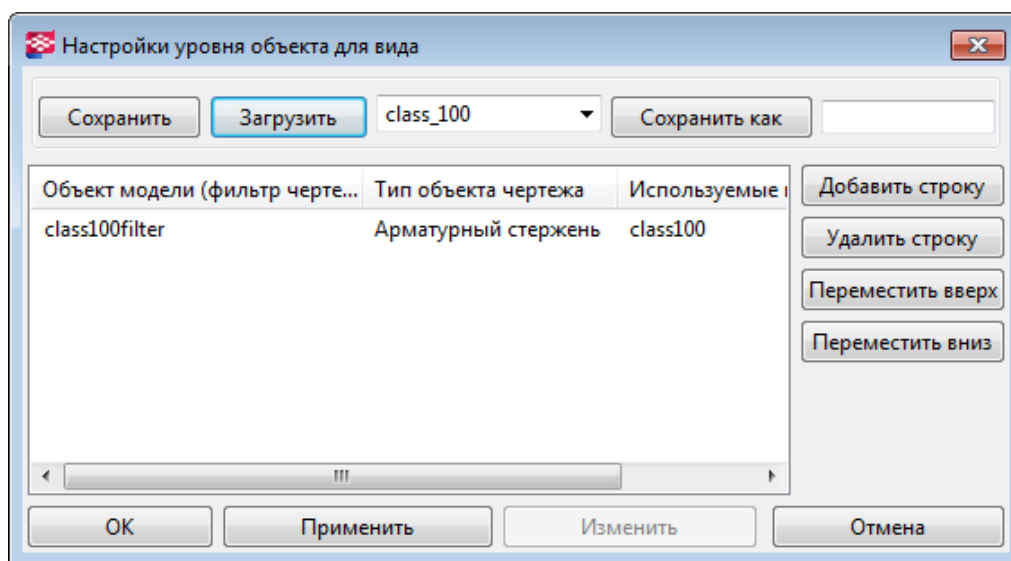 Настройки уровня объекта для вида
Сохранить Загрузить class_100 Сохранить как
Объект модели (фильтр черте... Тип объекта чертежа Используемые Добавить строку
class100filter Арматурный стержень class100 Удалить строку
Переместить вверх
Переместить вниз
OK Применить Изменить Отмена